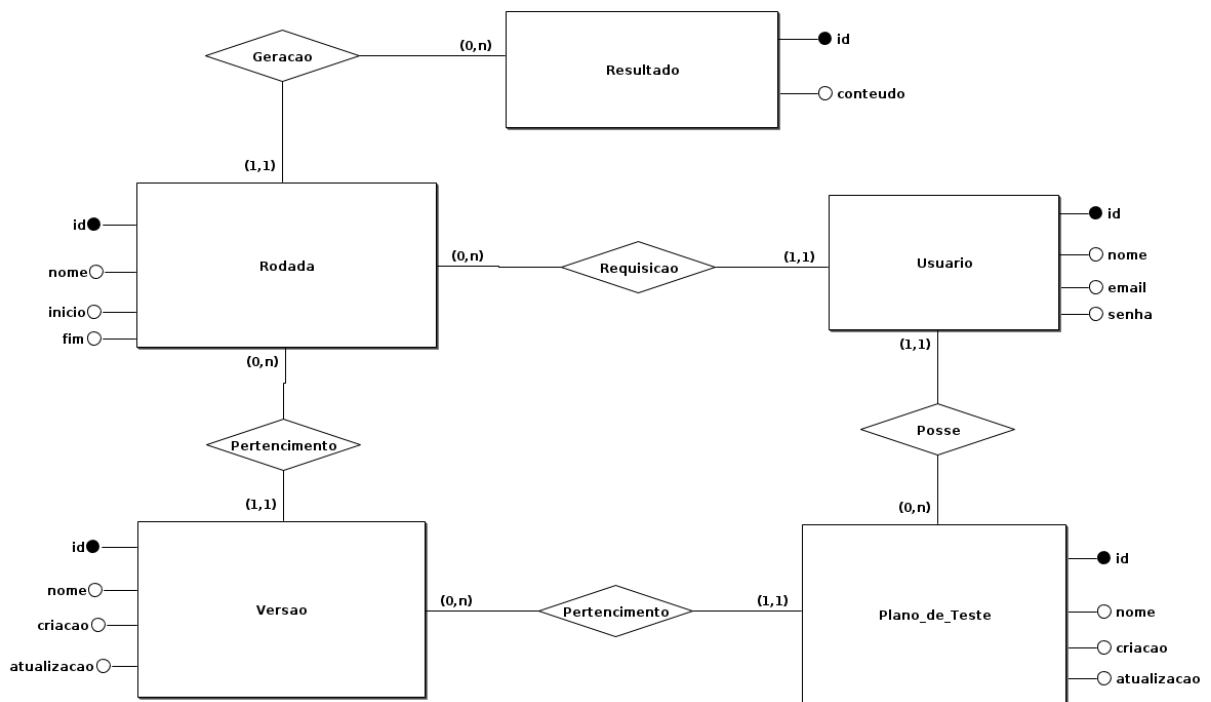 (0,n)
id
Geracao
Resultado
conteudo
(1,1)
id
nome
inicio
fim
Rodada
(0,n)
Requisicao
(1,1)
Usuario
id
nome
email
senha
(0,n)
(1,1)
Pertencimento
Posse
(1,1)
(0,n)
id
nome
criacao
atualizacao
Versao
(0,n)
Pertencimento
(1,1)
Plano_de_Teste
id
nome
criacao
atualizacao